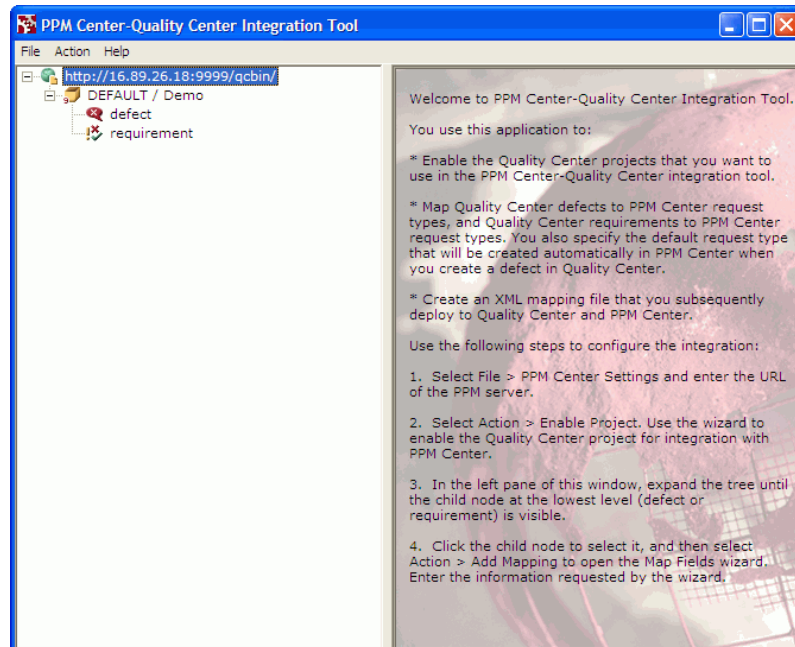 PPM Center-Quality Center Integration Tool
File Action Help
http://16.89.26.18:9999/qcbin/
DEFAULT / Demo
defect
requirement
Welcome to PPM Center-Quality Center Integration Tool.
You use this application to:
* Enable the Quality Center projects that you want to
use in the PPM Center-Quality Center integration tool.
* Map Quality Center defects to PPM Center request
types, and Quality Center requirements to PPM Center
request types. You also specify the default request type
that will be created automatically in PPM Center when
you create a defect in Quality Center.
* Create an XML mapping file that you subsequently
deploy to Quality Center and PPM Center.
Use the following steps to configure the integration:
1. Select File > PPM Center Settings and enter the URL
of the PPM server.
2. Select Action > Enable Project. Use the wizard to
enable the Quality Center project for integration with
PPM Center.
3. In the left pane of this window, expand the tree until
the child node at the lowest level (defect or
requirement) is visible.
4. Click the child node to select it, and then select
Action > Add Mapping to open the Map Fields wizard.
Enter the information requested by the wizard.